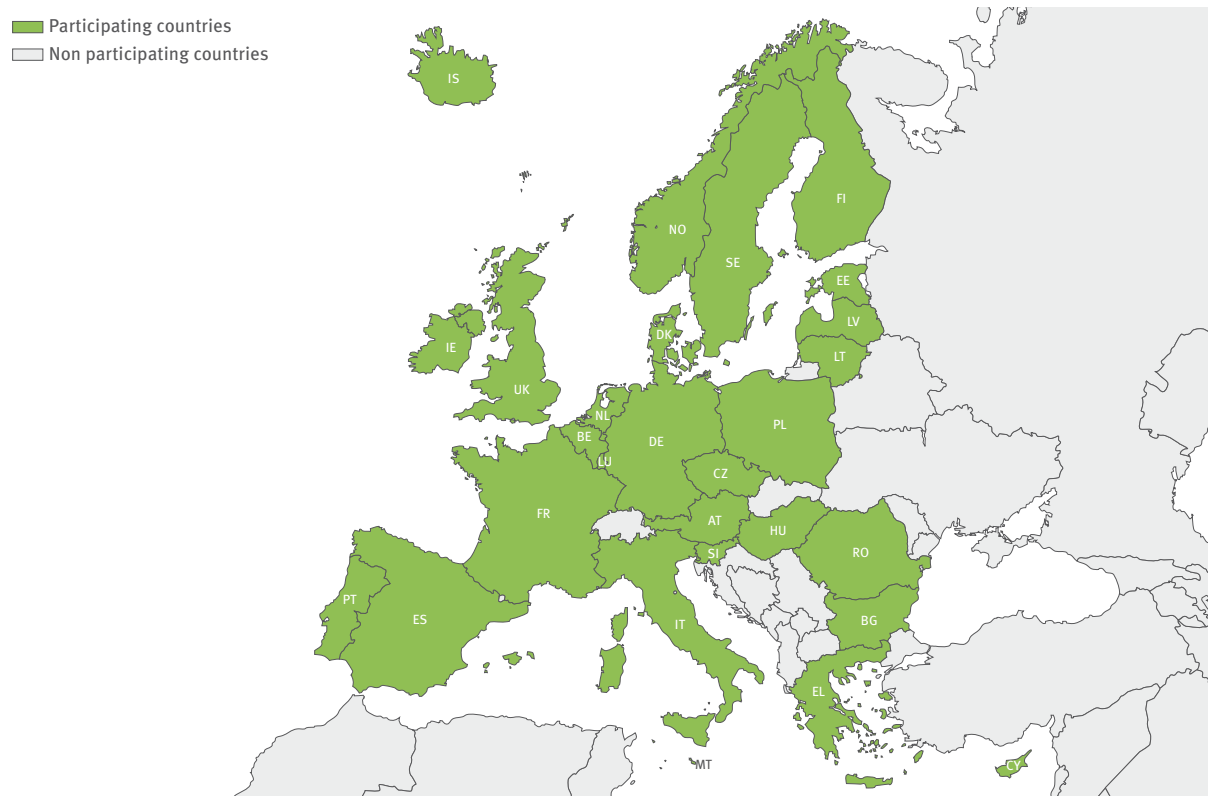 Participating countries
Non participating countries
IS
FI
NO
SE
EE
LV
DK
IE
LT
UK
NL
PL
BE
DE
LU
CZ
FR
AT
HU
SI
RO
PT
ES
IT
BG
EL
MT
CY